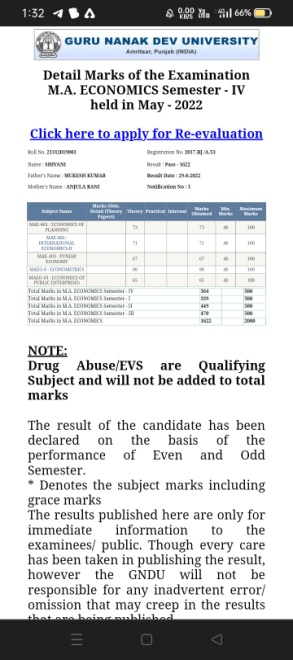 1:32
0.00 KB/S
4G
66%
GURU NANAK DEV UNIVERSITY
Amritsar, Punjab (INDIA)
Detail Marks of the Examination
M.A. ECONOMICS Semester - IV
held in May - 2022
Click here to apply for Re-evaluation
Roll No. 21312019003 Registration No. 2017.RJ/A.53
Name : SHIVANI Result : Pass - 1622
Father's Name : MUKESH KUMAR Result Date : 29-8-2022
Mother's Name : ANJULA RANI Notification No : 1
Subject Name Marks Obtn. Detail (Theory Papers) Theory Practical Internal Marks Obtained Min. Marks Maximum Marks
MAE-401 : ECONOMICS OF PLANNING 73 73 40 100
MAE-402 : INTERNATIONAL ECONOMICS-II 71 71 40 100
MAE-403 : PUNJAB ECONOMY 67 67 40 100
MAEO-9 : ECONOMETRICS 98 98 40 100
MAEO-10 : ECONOMICS OF PUBLIC ENTERPRISES 55 55 40 100
Total Marks in M.A. ECONOMICS Semester -IV 364 500
Total Marks in M.A. ECONOMICS Semester - I 339 500
Total Marks in M.A. ECONOMICS Semester - II 449 500
Total Marks in M.A. ECONOMICS Semester - III 470 500
Total Marks in M.A. ECONOMICS 1622 2000
NOTE:
Drug Abuse/EVS are Qualifying
Subject and will not be added to total
marks
The result of the candidate has been
declared on the basis of the
performance of Even and Odd
Semester.
* Denotes the subject marks including
grace marks
The results published here are only for
immediate information to the
examinees/ public. Though every care
has been taken in publishing the result,
however the GNDU will not be
responsible for any inadvertent error/
omission that may creep in the results
that are being published